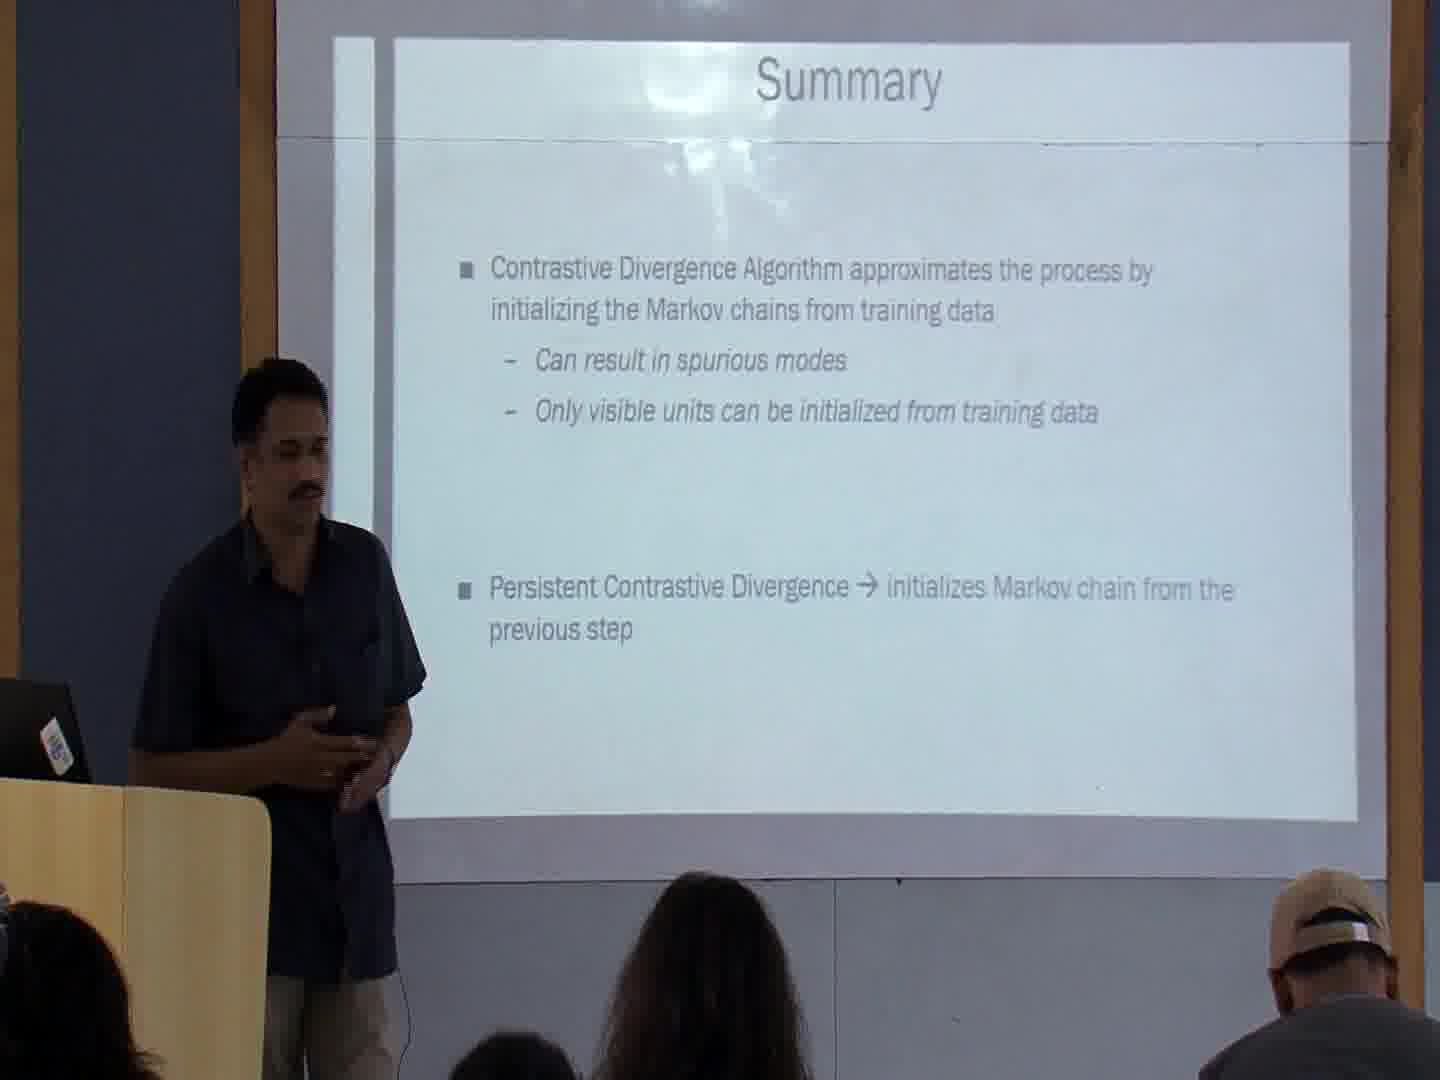 Summary
■ Contrastive Divergence Algorithm approximates the process by
initializing the Markov chains from training data
– Can result in spurious modes
– Only visible units can be initialized from training data
■ Persistent Contrastive Divergence → initializes Markov chain from the
previous step